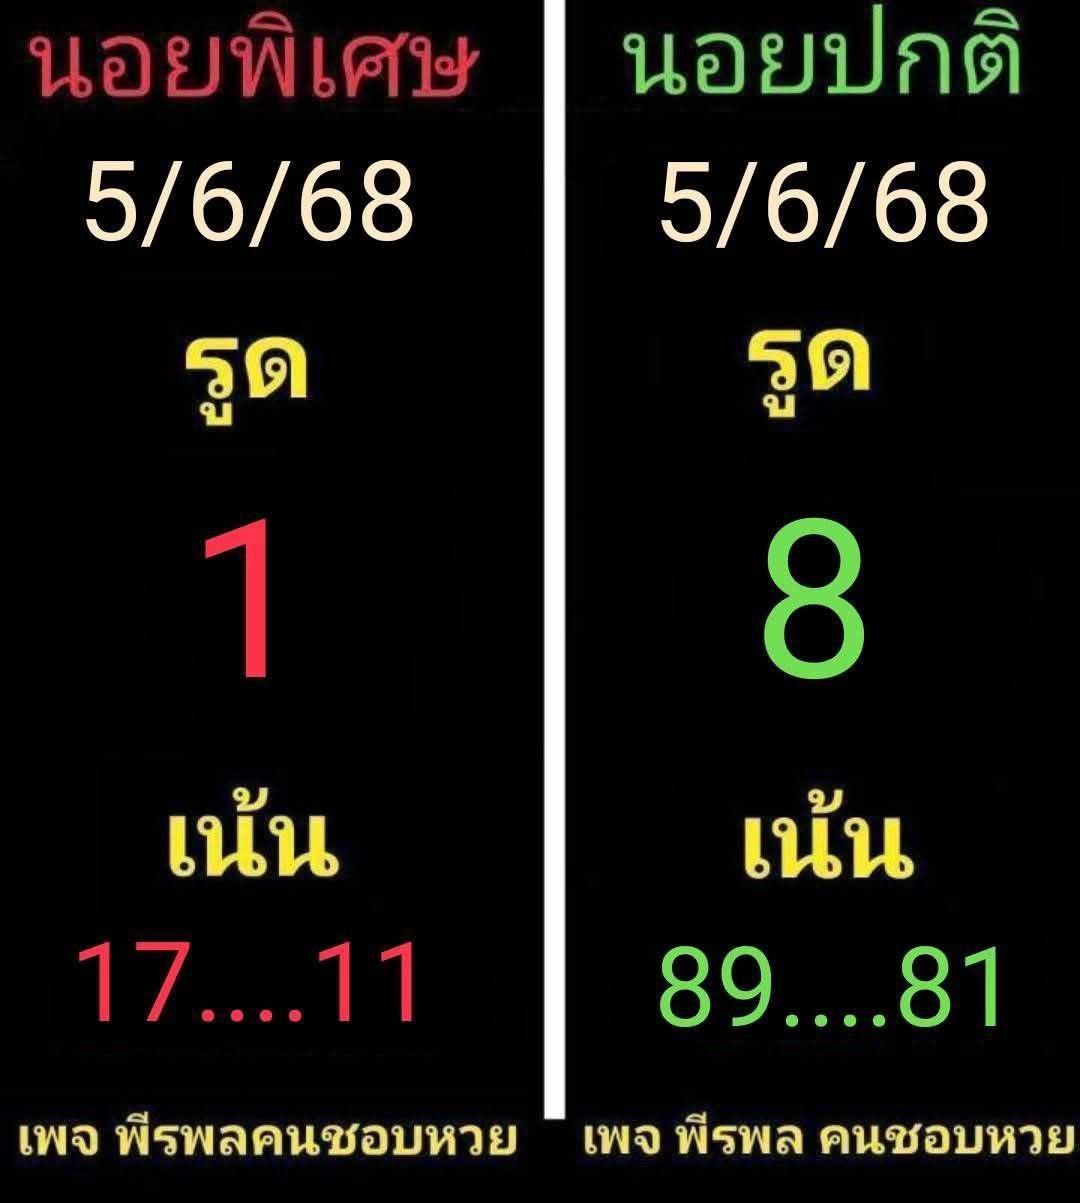 นอยพิเศษ
5/6/68
รูด
1
เน้น
17....11
เพจ พีรพลคนชอบหวย
นอยปกติ
5/6/68
รูด
8
เน้น
89....81
เพจ พีรพล คนชอบหวย